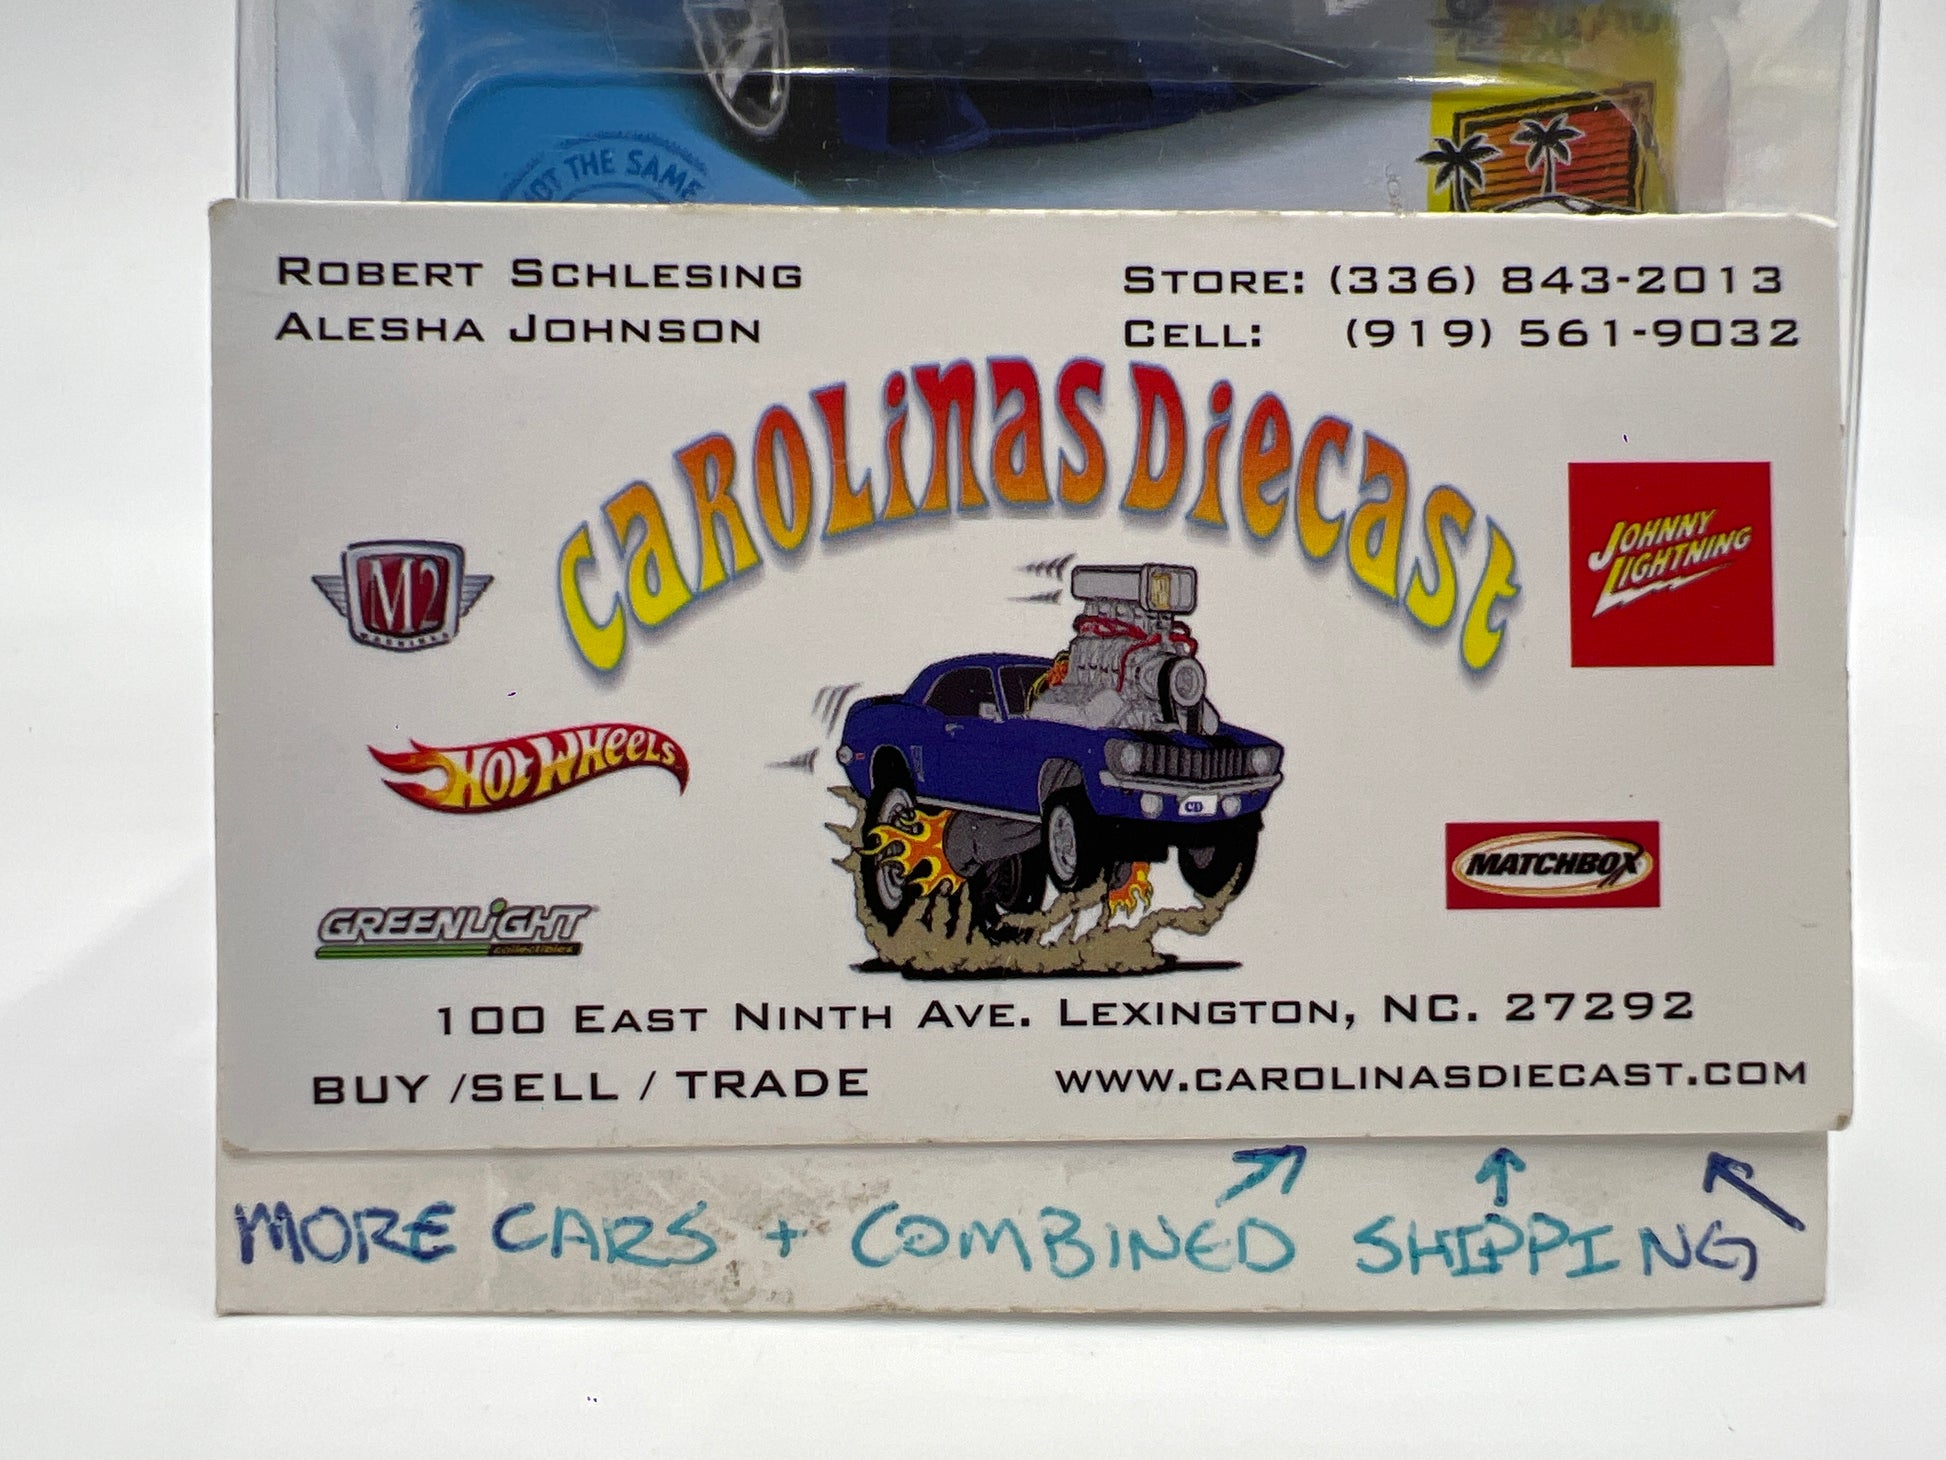 NOT THE SAME
ROBERT SCHLESING
ALESHA JOHNSON
STORE: (336) 843-2013
CELL: (919) 561-9032
CAROLINAS DIECAST
M2
MACHINES
JOHNNY
LIGHTNING
HOT WHEELS
CD
MATCHBOX
GREENLIGHT
collectibles
100 EAST NINTH AVE. LEXINGTON, NC. 27292
BUY /SELL / TRADE
WWW.CAROLINASDIECAST.COM
MORE CARS + COMBINED SHIPPING